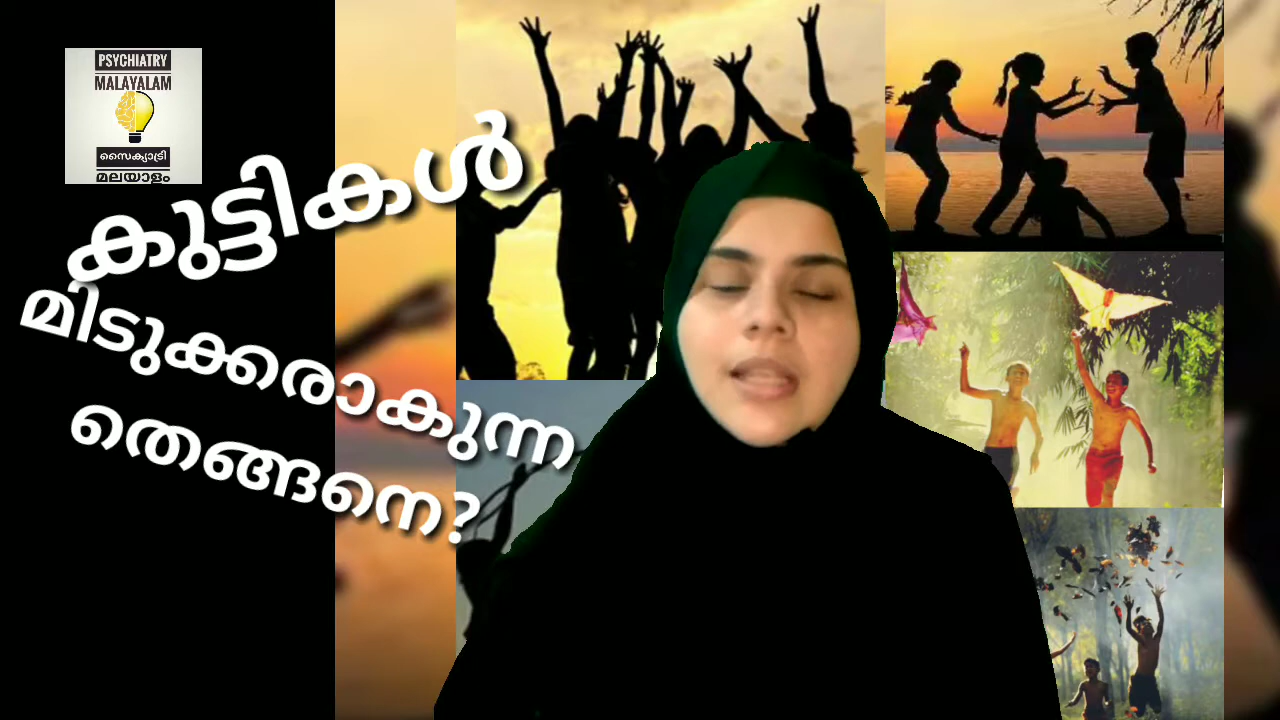 PSYCHIATRY
MALAYALAM
സൈക്യാട്രി
മലയാളം
കുട്ടികൾ
മിടുക്കരാകുന്ന
തെങ്ങനെ?